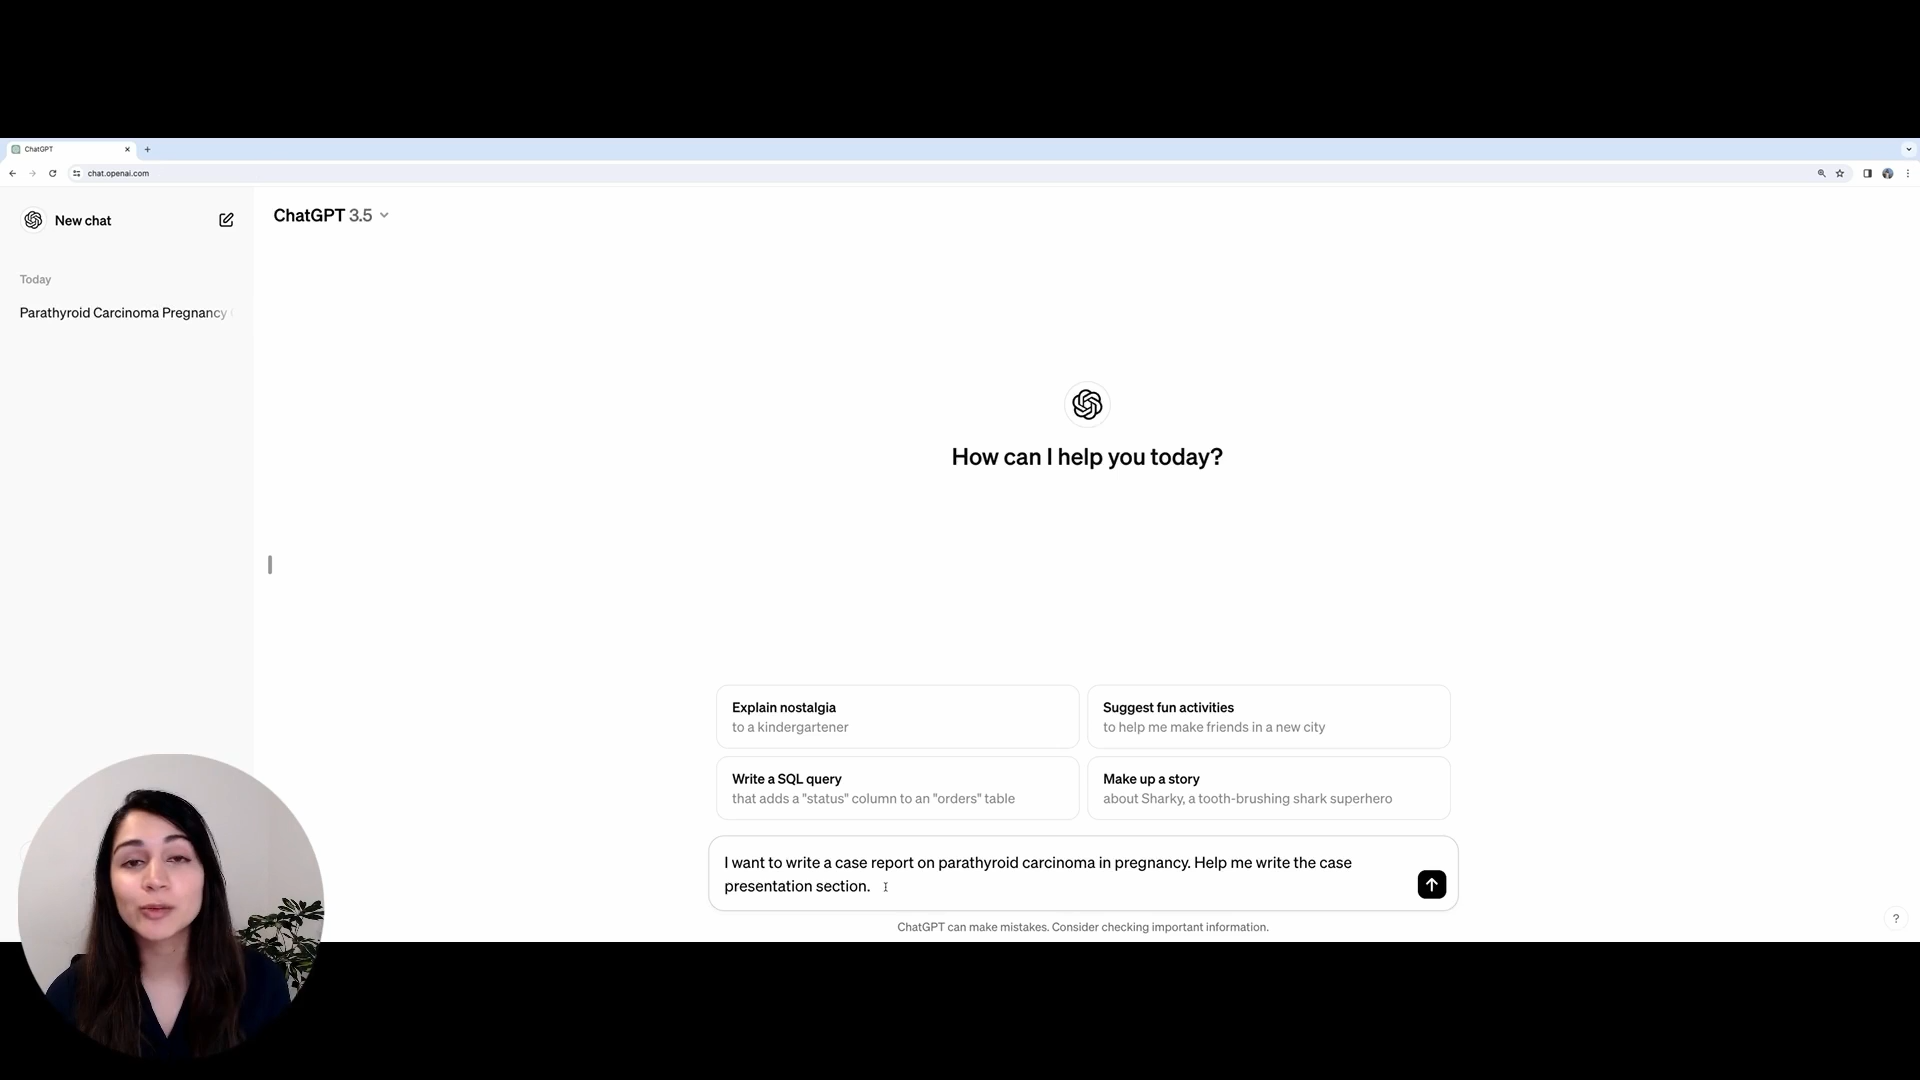 ChatGPT
chat.openai.com
New chat
ChatGPT 3.5
Today
Parathyroid Carcinoma Pregnancy
How can I help you today?
Explain nostalgia
to a kindergartener
Suggest fun activities
to help me make friends in a new city
Write a SQL query
that adds a "status" column to an "orders" table
Make up a story
about Sharky, a tooth-brushing shark superhero
I want to write a case report on parathyroid carcinoma in pregnancy. Help me write the case
presentation section.
ChatGPT can make mistakes. Consider checking important information.
?